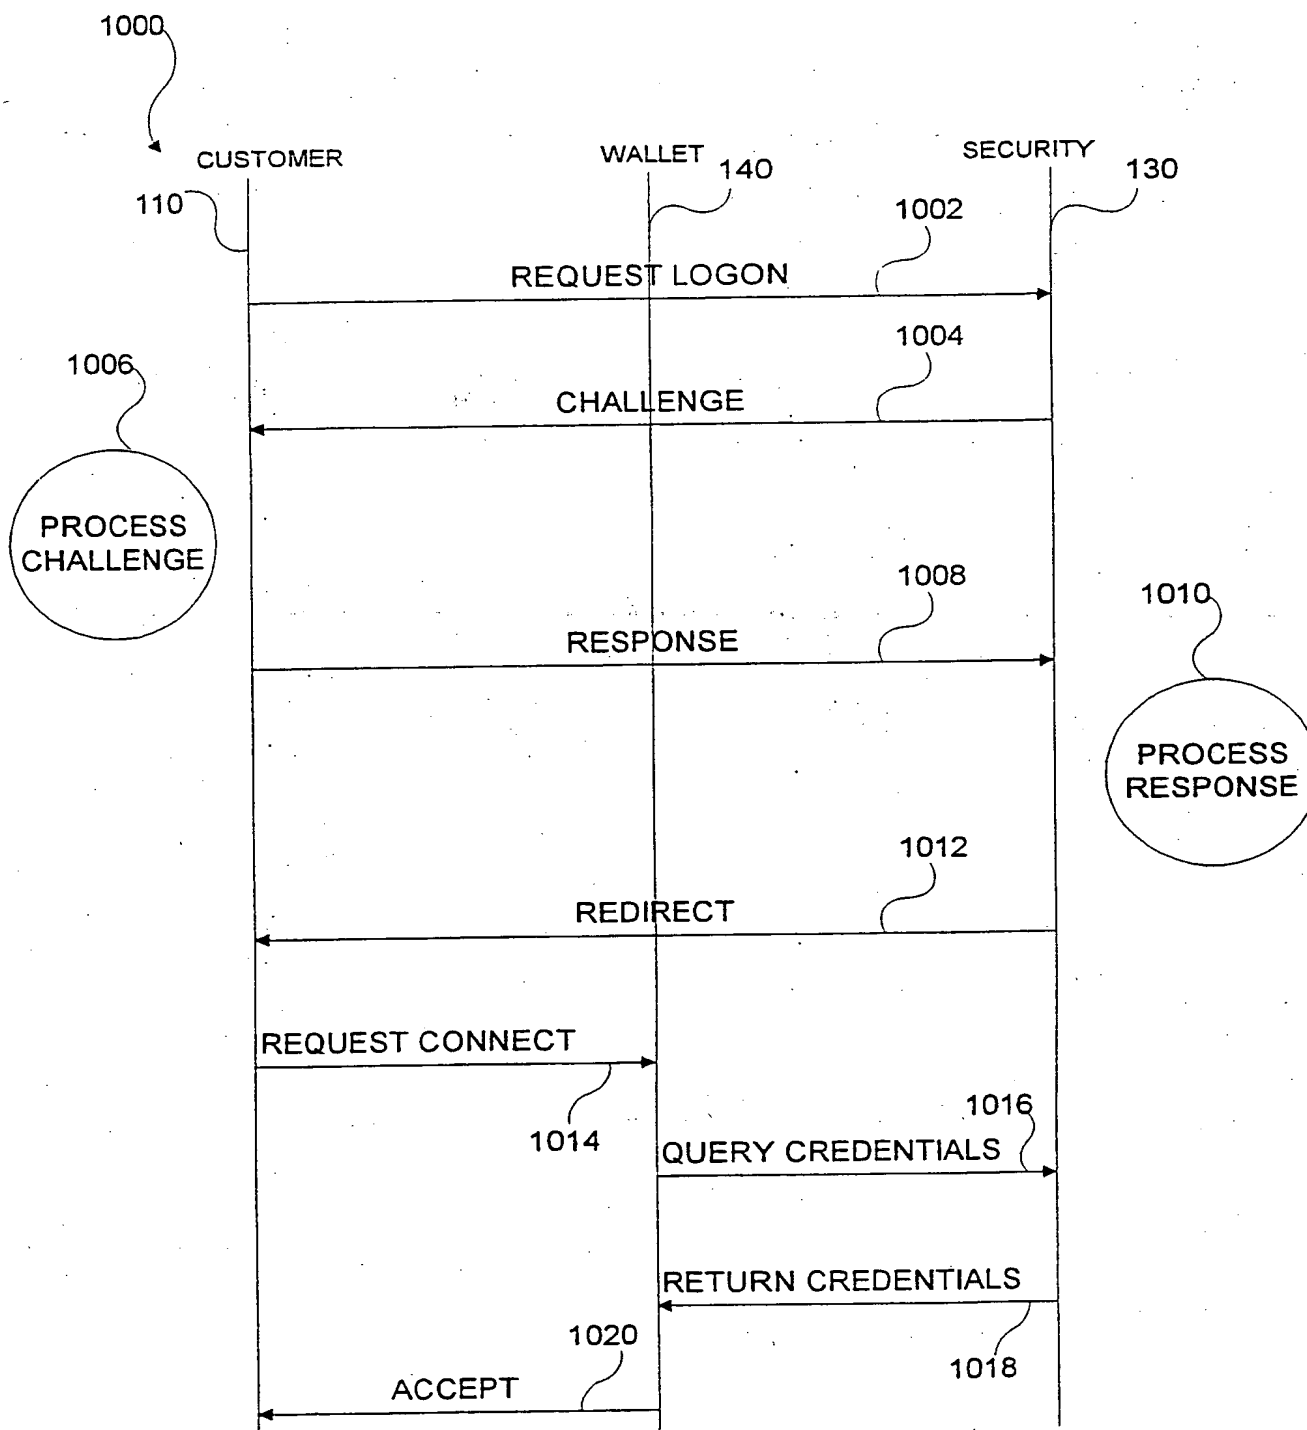 1000
CUSTOMER
WALLET
SECURITY
110
140
130
1002
REQUEST LOGON
1004
CHALLENGE
1006
PROCESS
CHALLENGE
1008
RESPONSE
1010
PROCESS
RESPONSE
1012
REDIRECT
REQUEST CONNECT
1014
1016
QUERY CREDENTIALS
RETURN CREDENTIALS
1018
1020
ACCEPT